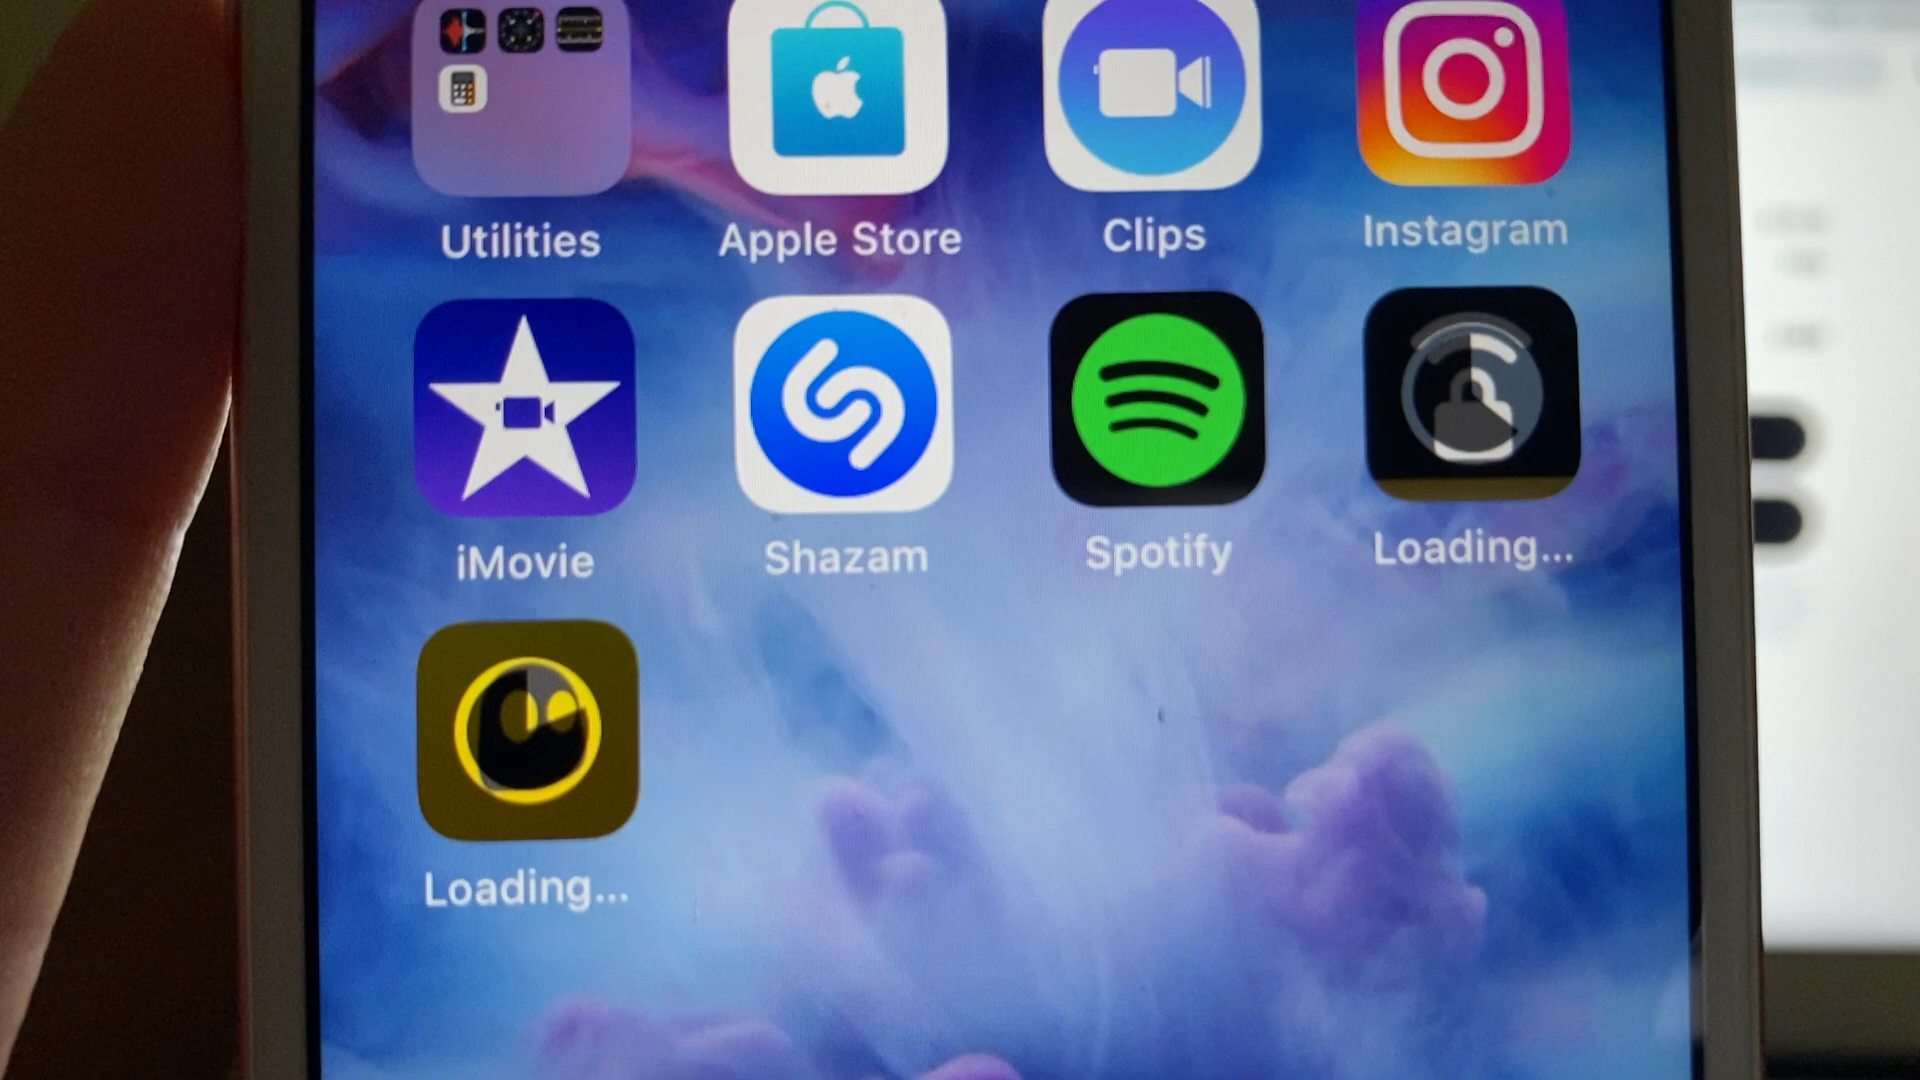 Utilities
Apple Store
Clips
Instagram
iMovie
Shazam
Spotify
Loading...
Loading...